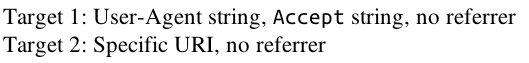 Target 1: User-Agent string, Accept string, no referrer
Target 2: Specific URI, no referrer